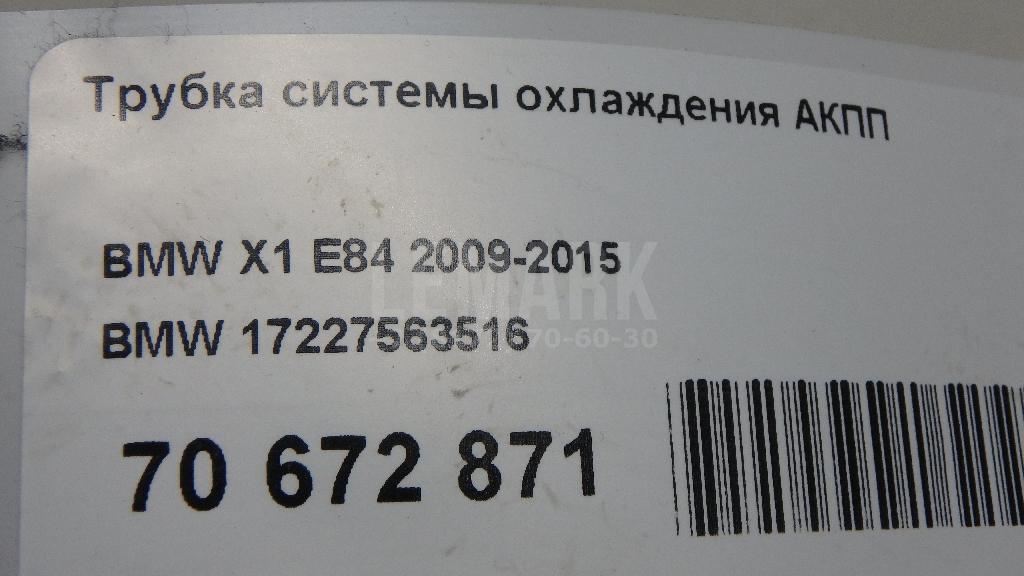 Трубка системы охлаждения АКПП
BMW X1 E84 2009-2015
LEMARK
BMW 17227563516
70-60-30
70 672 871